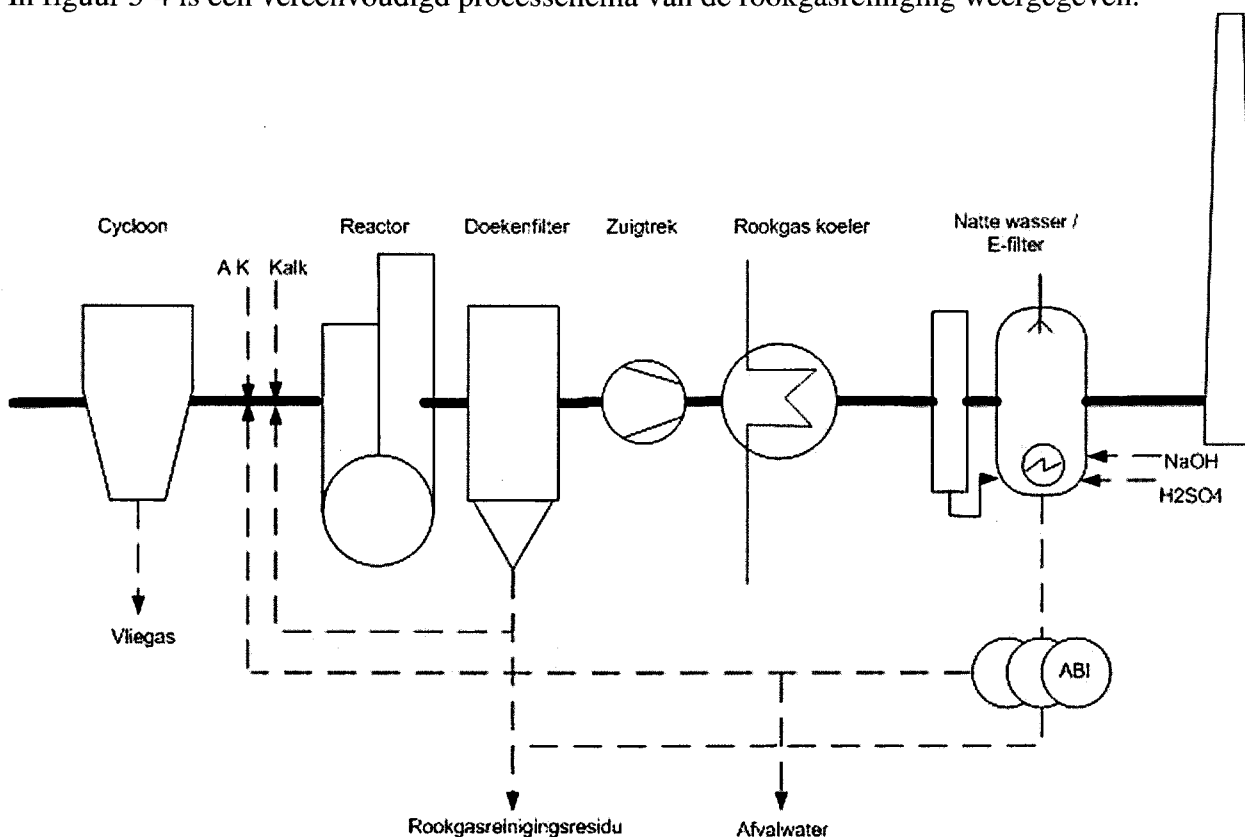 In figuur 3-4 is een vereenvoudigd processchema van de rookgasreiniging weergegeven.
Cycloon
Reactor
Doekenfilter
Zuigtrek
Rookgas koeler
Natte wasser /
E-filter
A K
Kalk
NaOH
H2SO4
Vliegas
ABI
Rookgasreinigingsresidu
Afvalwater